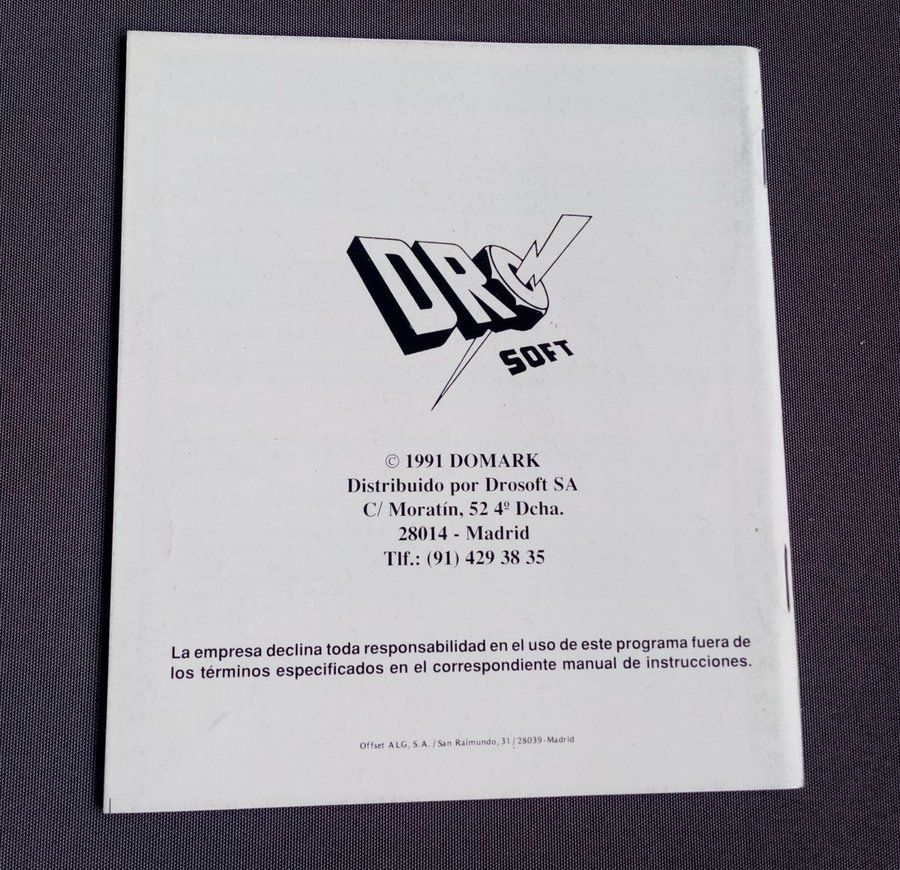 DRO
SOFT
© 1991 DOMARK
Distribuido por Drosoft SA
C/ Moratín, 52 4º Dcha.
28014 - Madrid
Tlf.: (91) 429 38 35
La empresa declina toda responsabilidad en el uso de este programa fuera de
los términos especificados en el correspondiente manual de instrucciones.
Offset ALG, S.A. / San Raimundo, 31 / 28039-Madrid